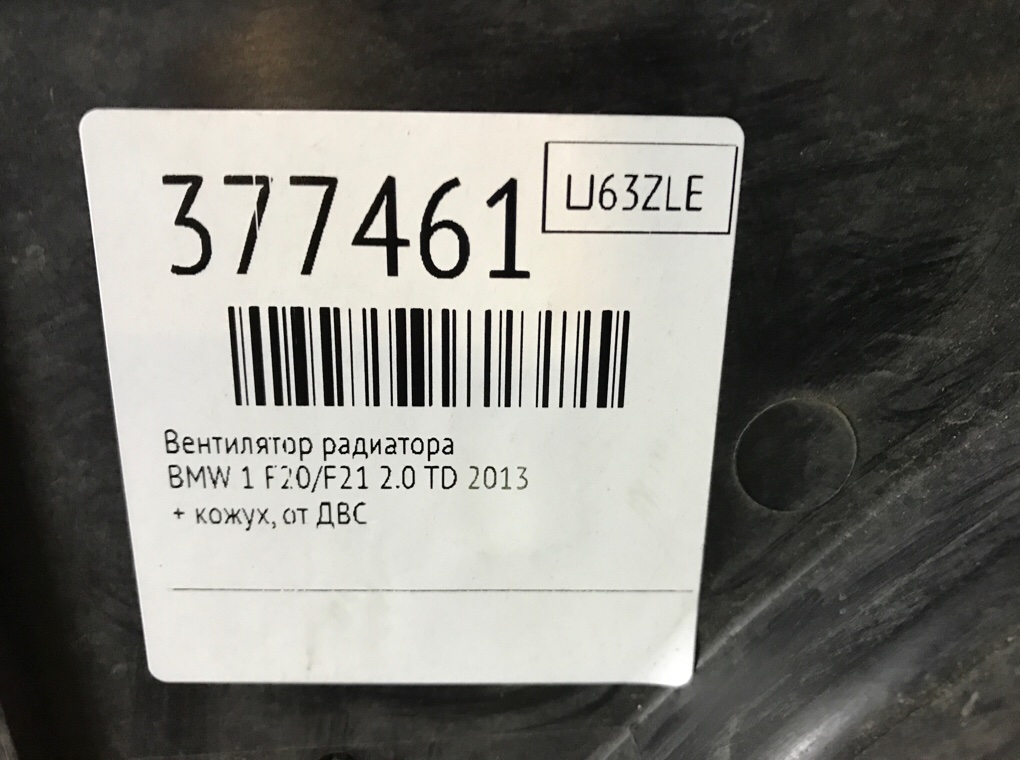 377461
U63ZLE
Вентилятор радиатора
BMW 1 F20/F21 2.0 TD 2013
+ кожух, от ДВС